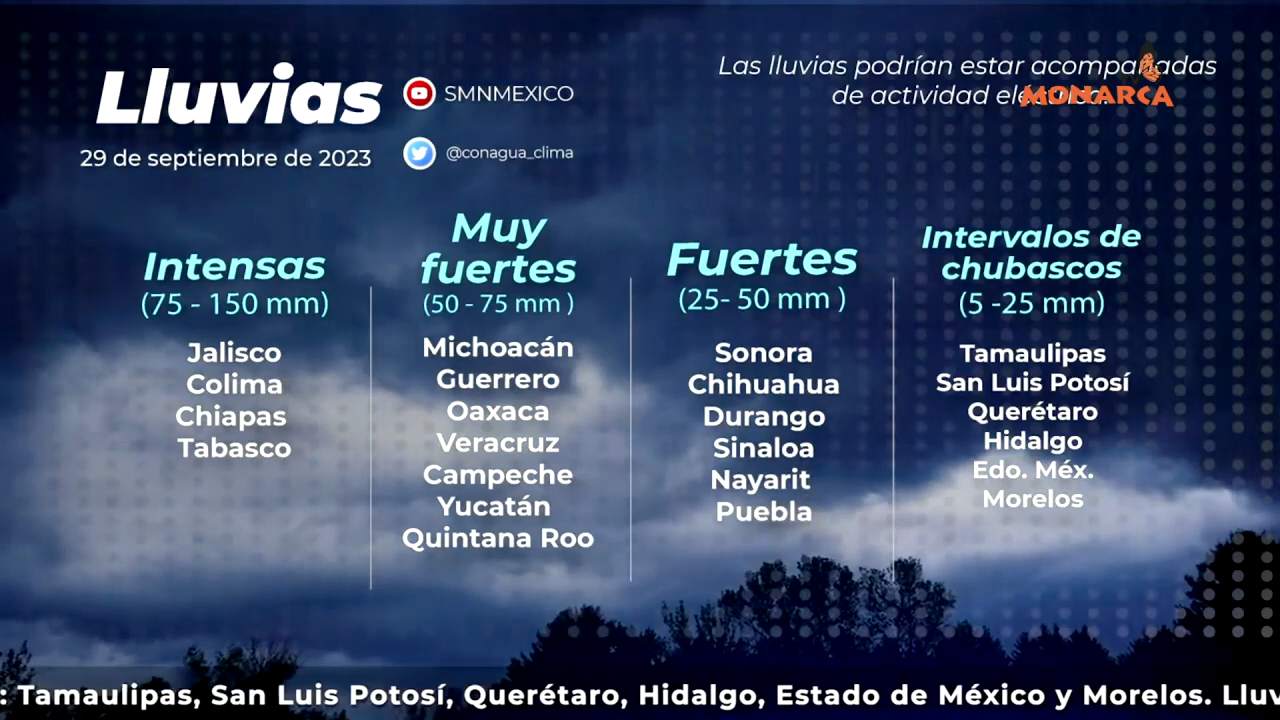 Lluvias
29 de septiembre de 2023
SMNMEXICO
@conagua_clima
Las lluvias podrían estar acompañadas
de actividad
MONARCA
Intensas
(75 - 150 mm)
Jalisco
Colima
Chiapas
Tabasco
Muy
fuertes
(50 - 75 mm )
Michoacán
Guerrero
Oaxaca
Veracruz
Campeche
Yucatán
Quintana Roo
Fuertes
(25- 50 mm )
Sonora
Chihuahua
Durango
Sinaloa
Nayarit
Puebla
Intervalos de
chubascos
(5 -25 mm)
Tamaulipas
San Luis Potosí
Querétaro
Hidalgo
Edo. Méx.
Morelos
: Tamaulipas, San Luis Potosí, Querétaro, Hidalgo, Estado de México y Morelos. Lluv